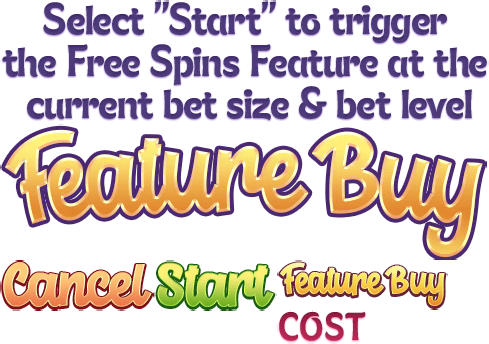 Select "Start" to trigger
the Free Spins Feature at the
current bet size & bet level
Feature Buy
Cancel Start Feature Buy
COST